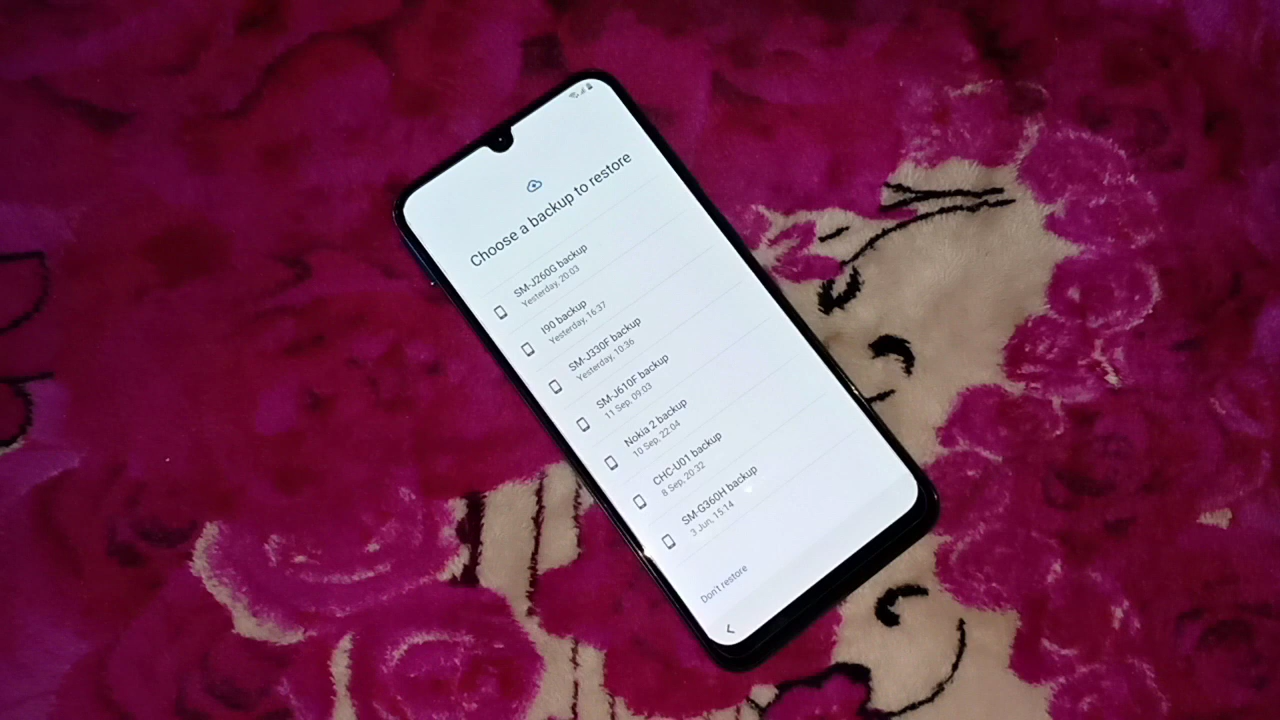 Choose a backup to restore
SM-J260G backup
Yesterday, 20:03
I90 backup
Yesterday, 16:37
SM-J330F backup
Yesterday, 10:36
SM-J610F backup
11 Sep, 09:03
Nokia 2 backup
10 Sep, 22:04
CHC-U01 backup
8 Sep, 20:32
SM-G360H backup
3 Jun, 15:14
Don't restore